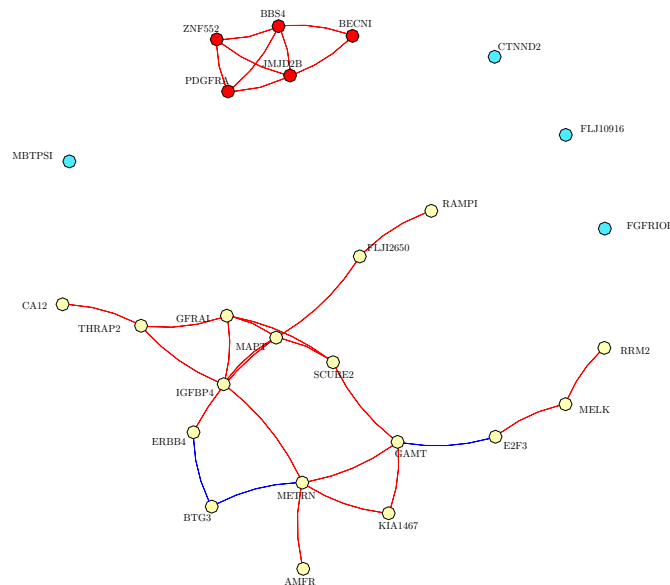 BBS4
BECNI
ZNF552
CTNND2
JMJD2B
PDGFRA
FLJ10916
MBTPSI
RAMPI
FGFRIOP
FLJI2650
CA12
GFRAI
THRAP2
MAPT
RRM2
SCUBE2
IGFBP4
MELK
ERBB4
E2F3
GAMT
METRN
BTG3
KIA1467
AMFR